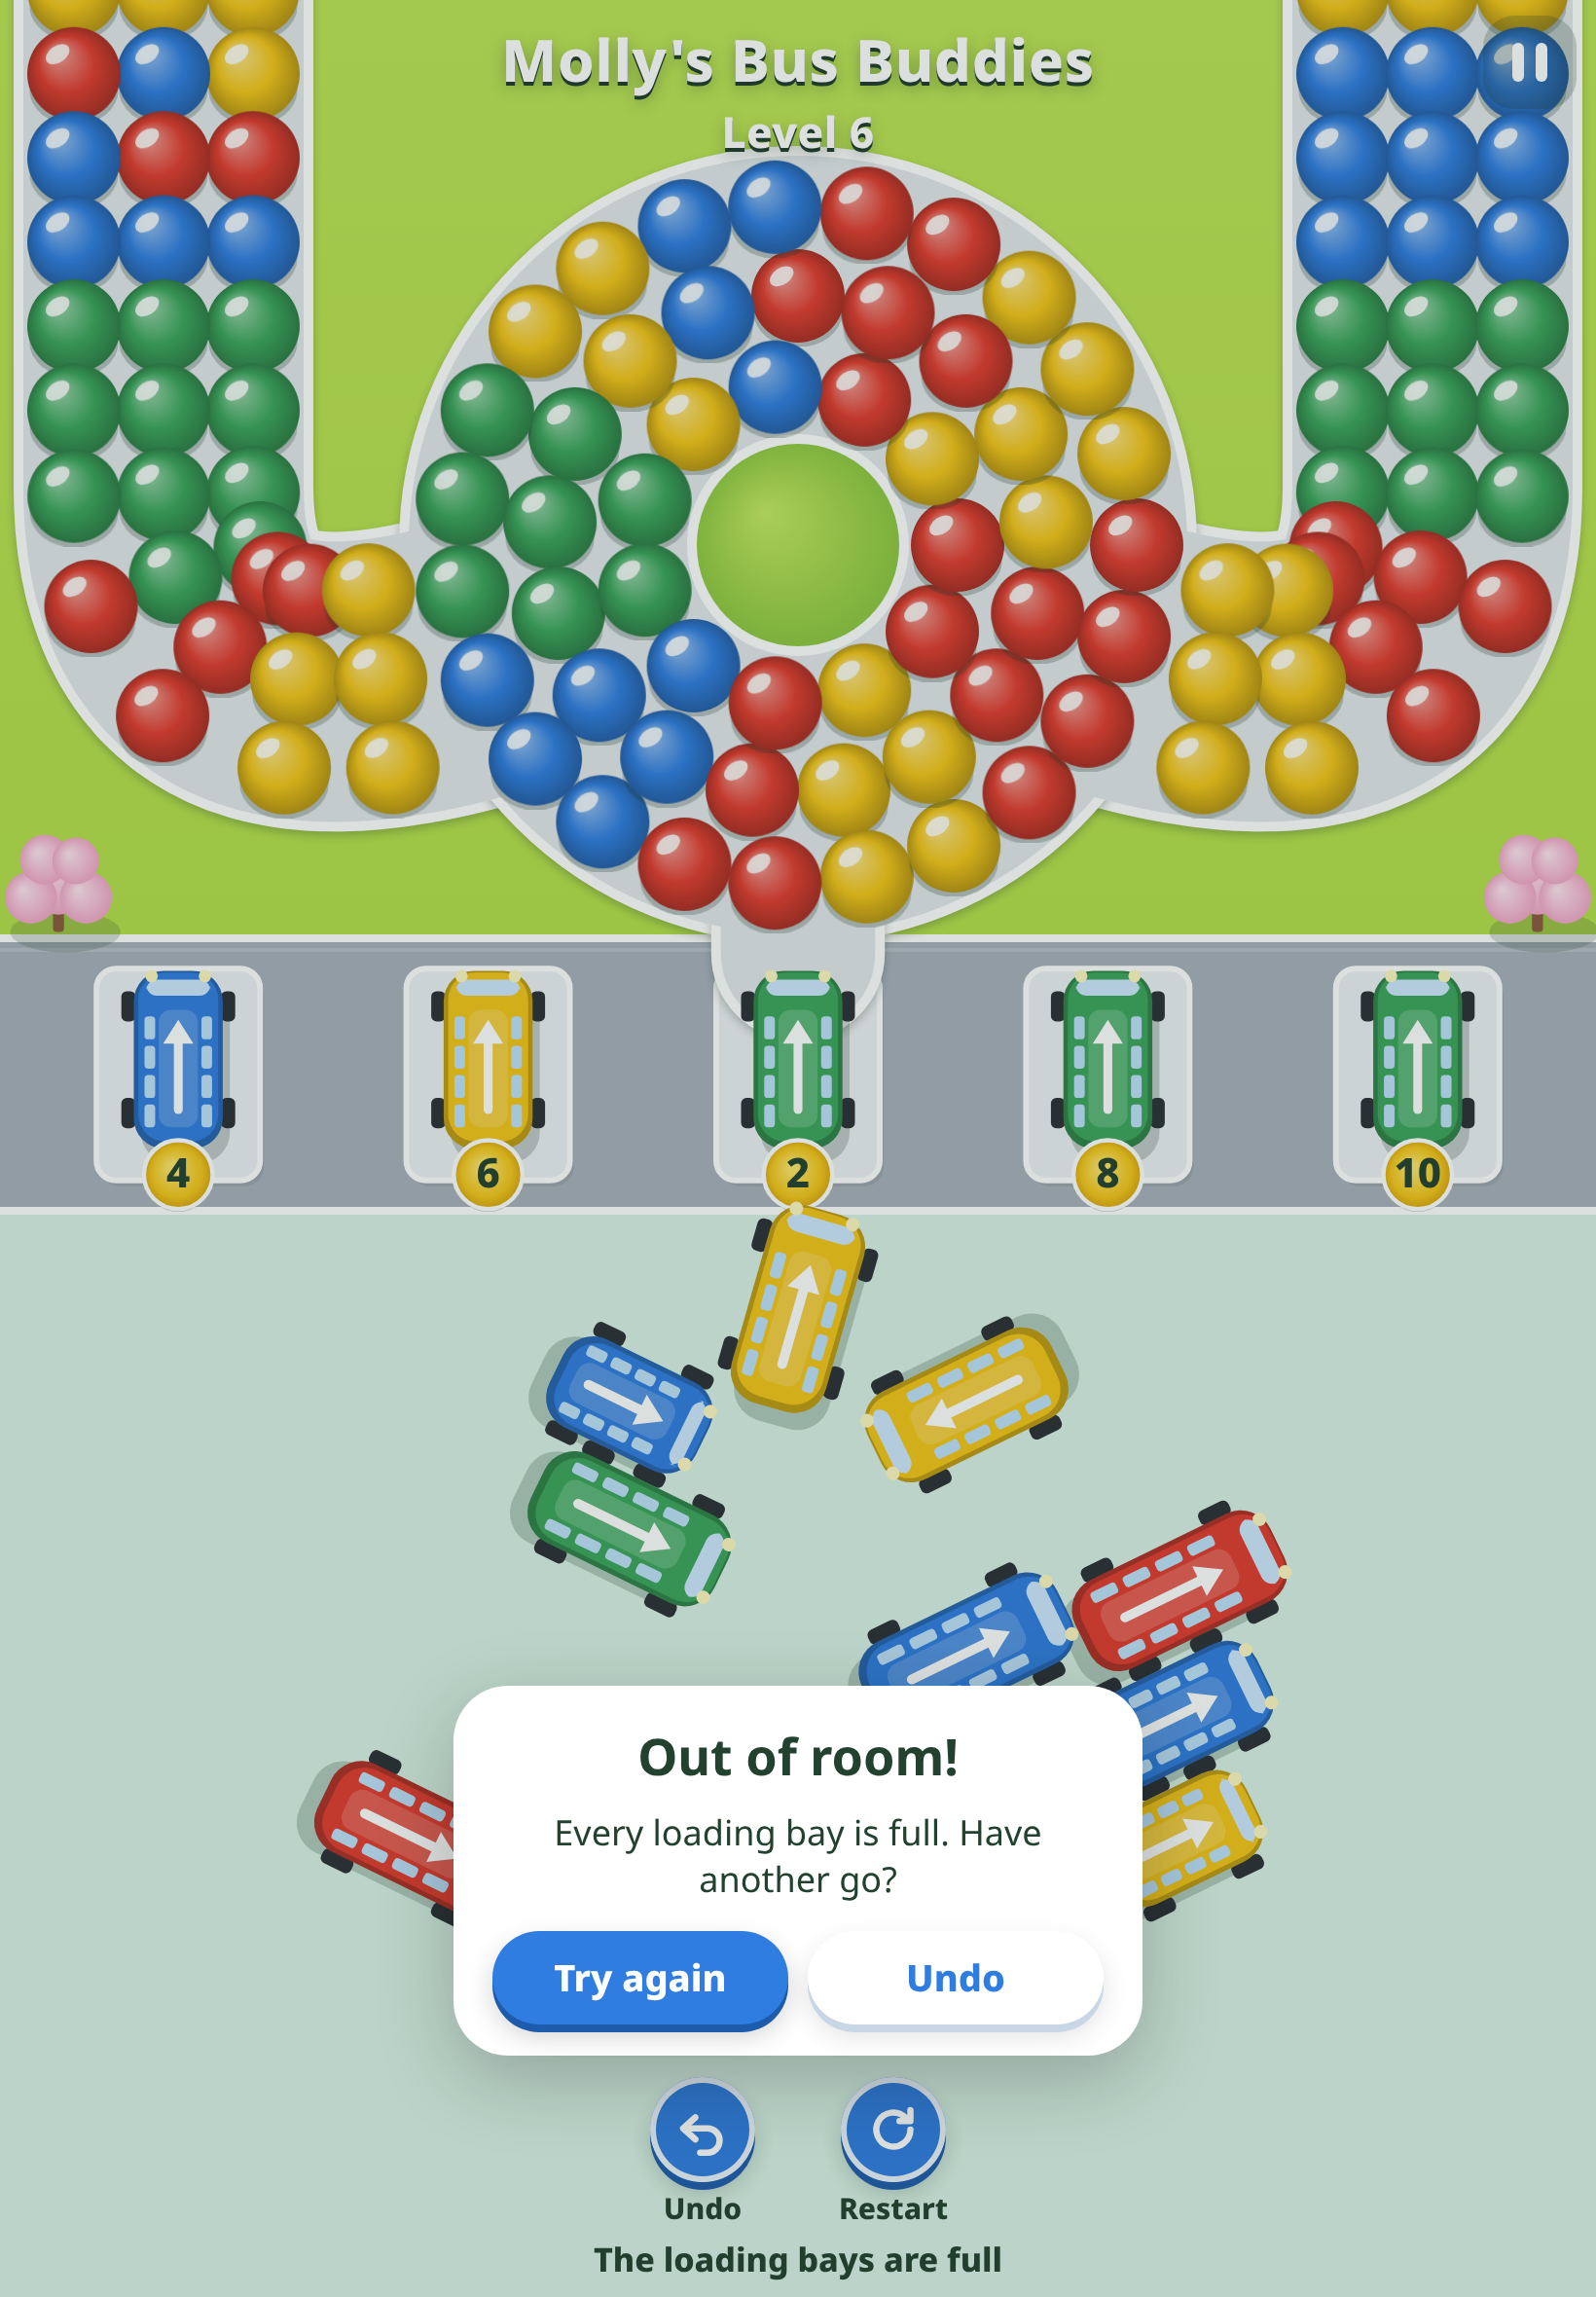 Molly's Bus Buddies
Level 6
4
6
2
8
10
Out of room!
Every loading bay is full. Have
another go?
Try again
Undo
Undo
Restart
The loading bays are full